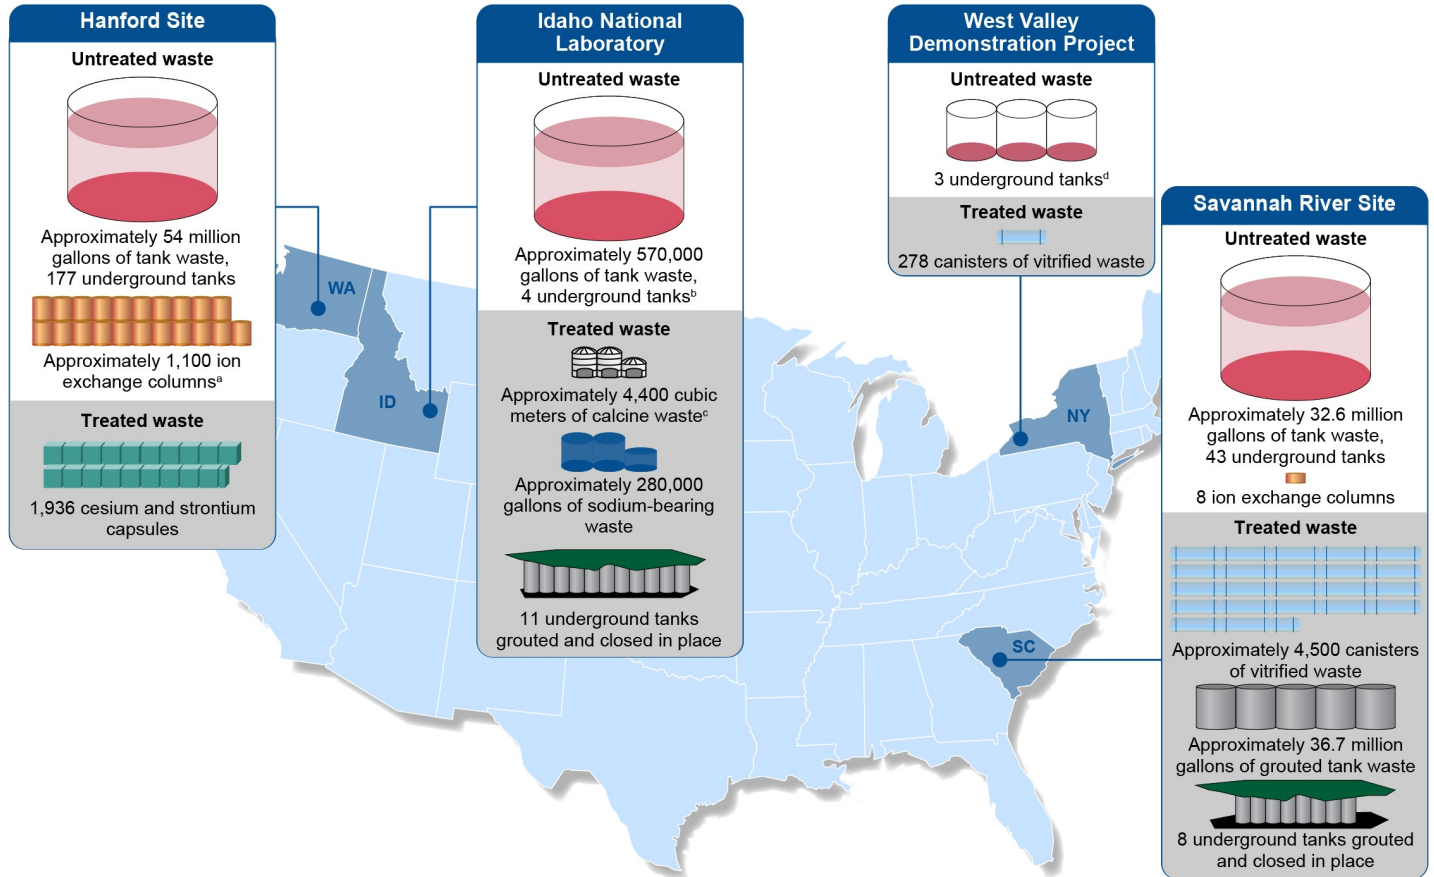 Hanford Site
Untreated waste
Approximately 54 million
gallons of tank waste,
177 underground tanks
Approximately 1,100 ion
exchange columnsᵃ
Treated waste
1,936 cesium and strontium
capsules
WA
ID
Idaho National
Laboratory
Untreated waste
Approximately 570,000
gallons of tank waste,
4 underground tanksᵇ
Treated waste
Approximately 4,400 cubic
meters of calcine wasteᶜ
Approximately 280,000
gallons of sodium-bearing
waste
11 underground tanks
grouted and closed in place
West Valley
Demonstration Project
Untreated waste
3 underground tanksᵈ
Treated waste
278 canisters of vitrified waste
NY
SC
Savannah River Site
Untreated waste
Approximately 32.6 million
gallons of tank waste,
43 underground tanks
8 ion exchange columns
Treated waste
Approximately 4,500 canisters
of vitrified waste
Approximately 36.7 million
gallons of grouted tank waste
8 underground tanks grouted
and closed in place